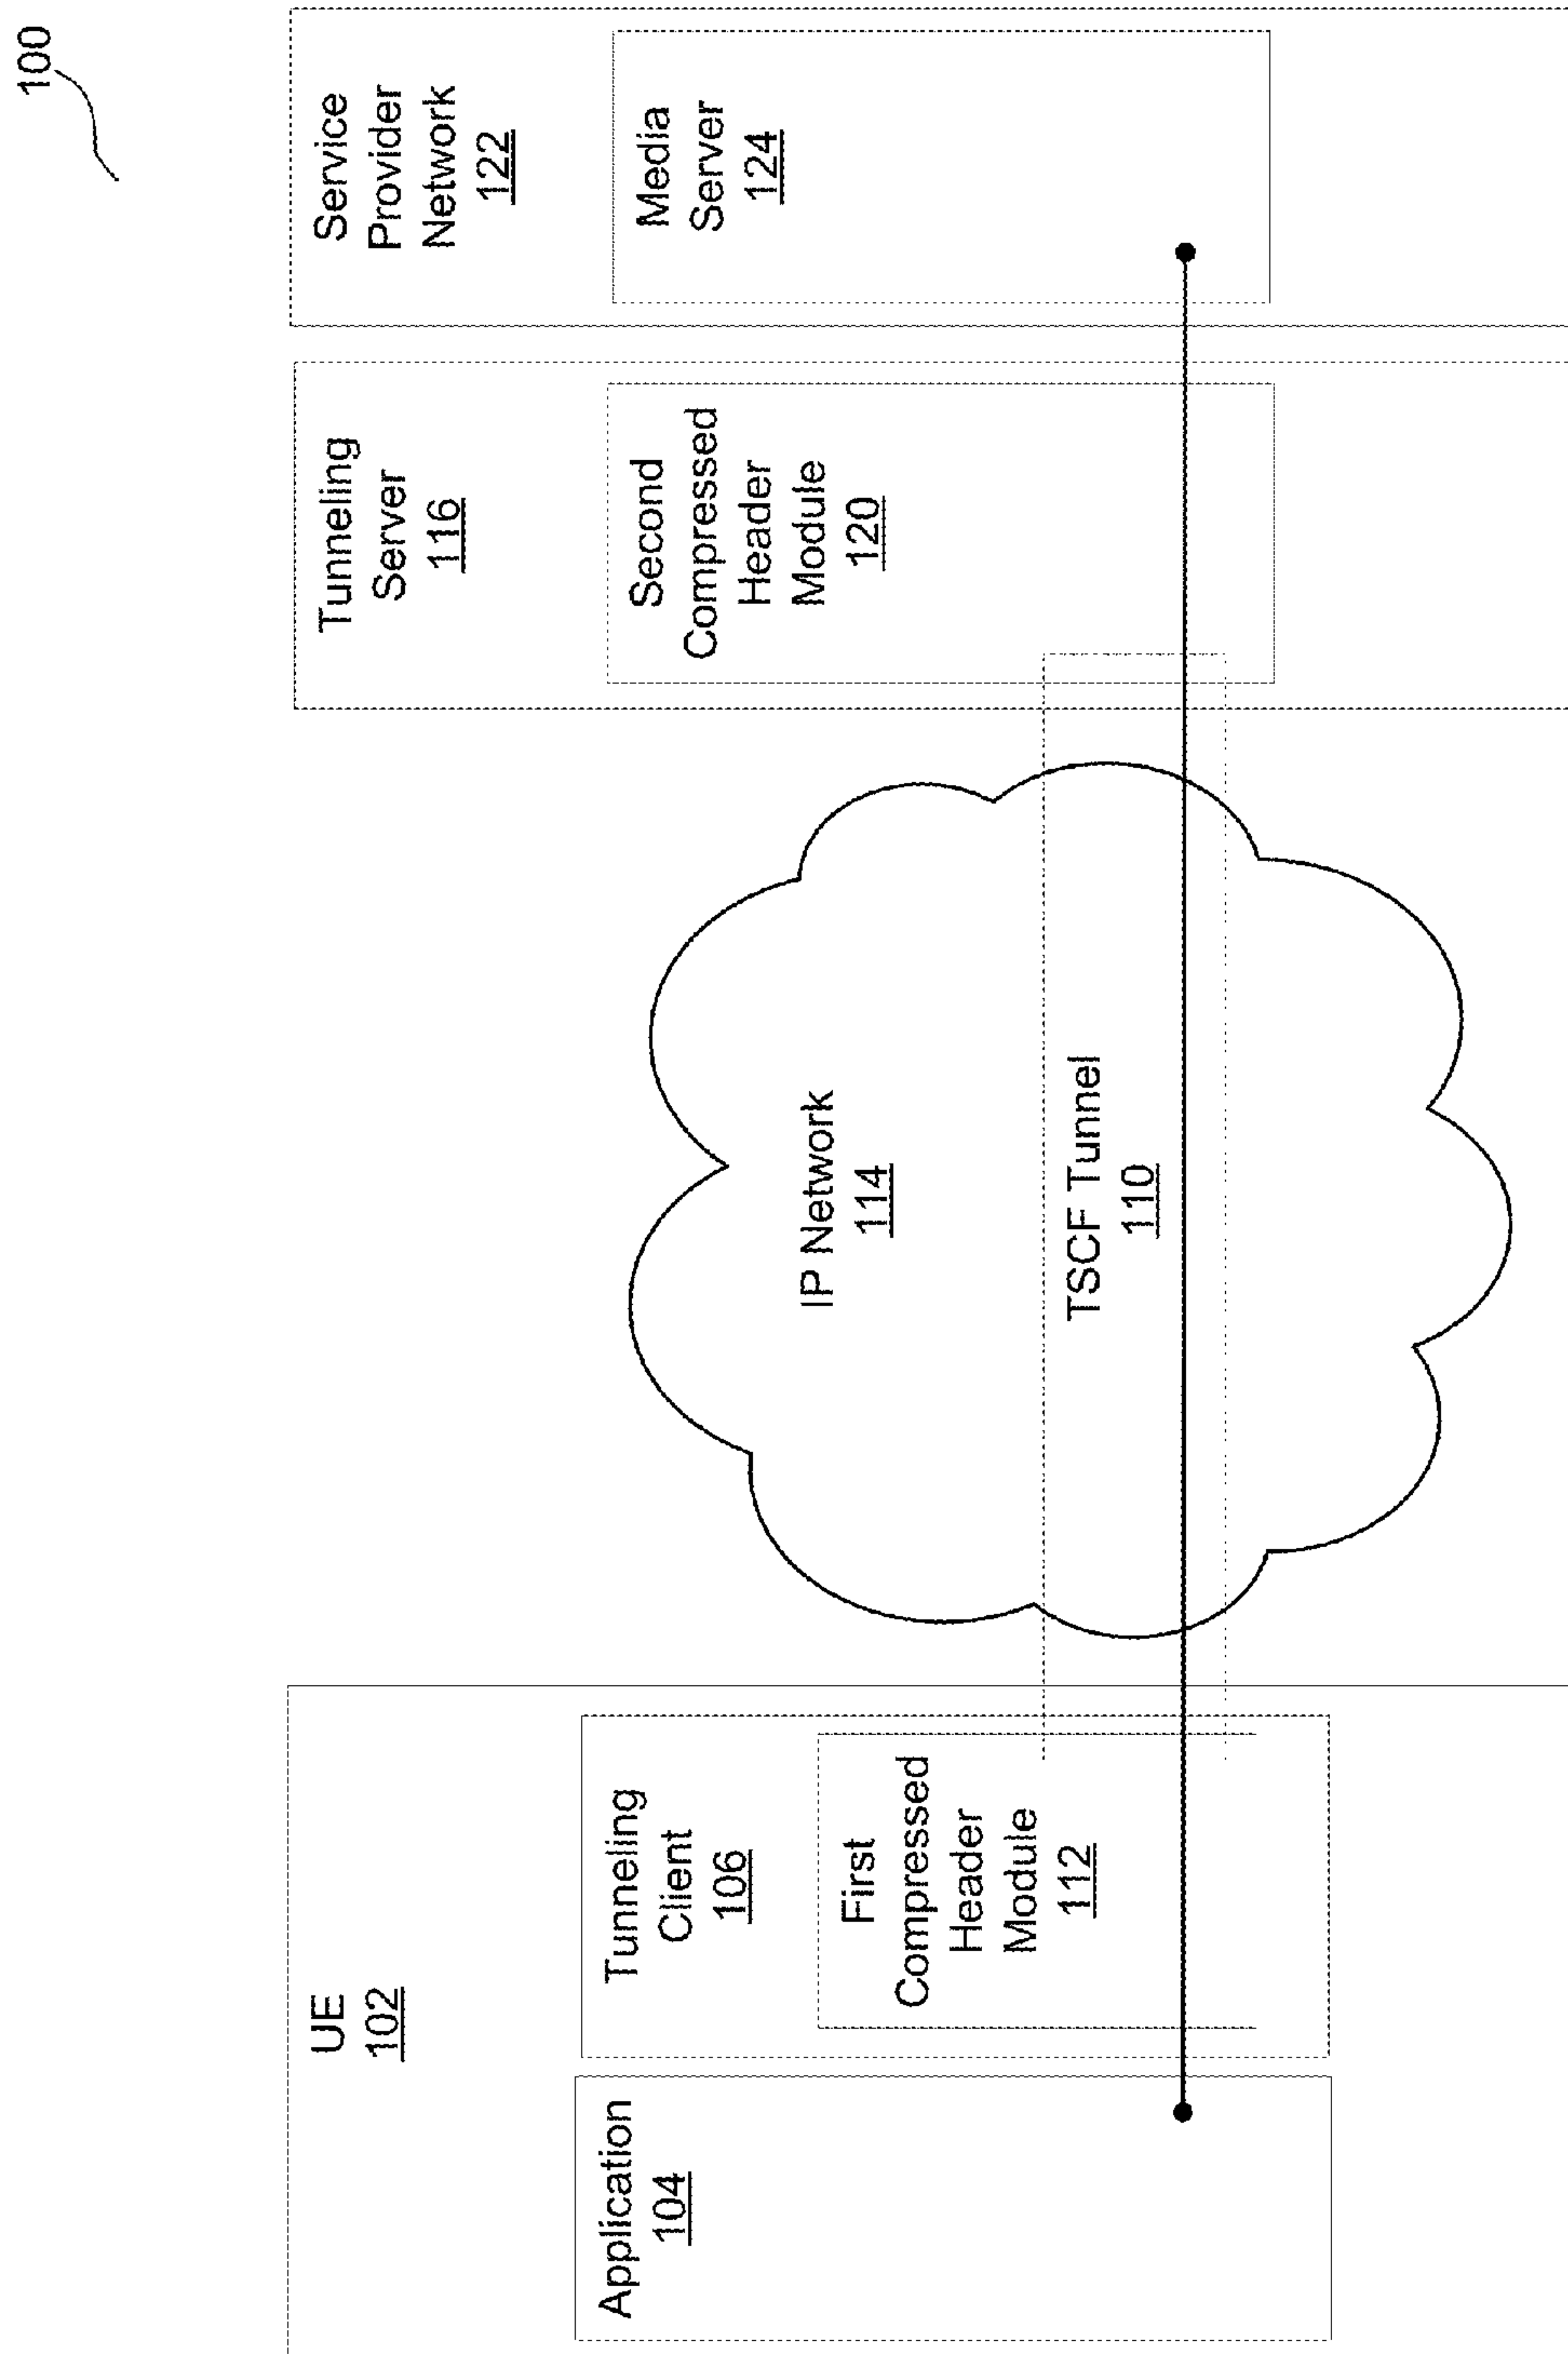 100
UE
102
Application
104
Tunneling
Client
106
First
Compressed
Header
Module
112
IP Network
114
TSCF Tunnel
110
Tunneling
Server
116
Second
Compressed
Header
Module
120
Service
Provider
Network
122
Media
Server
124